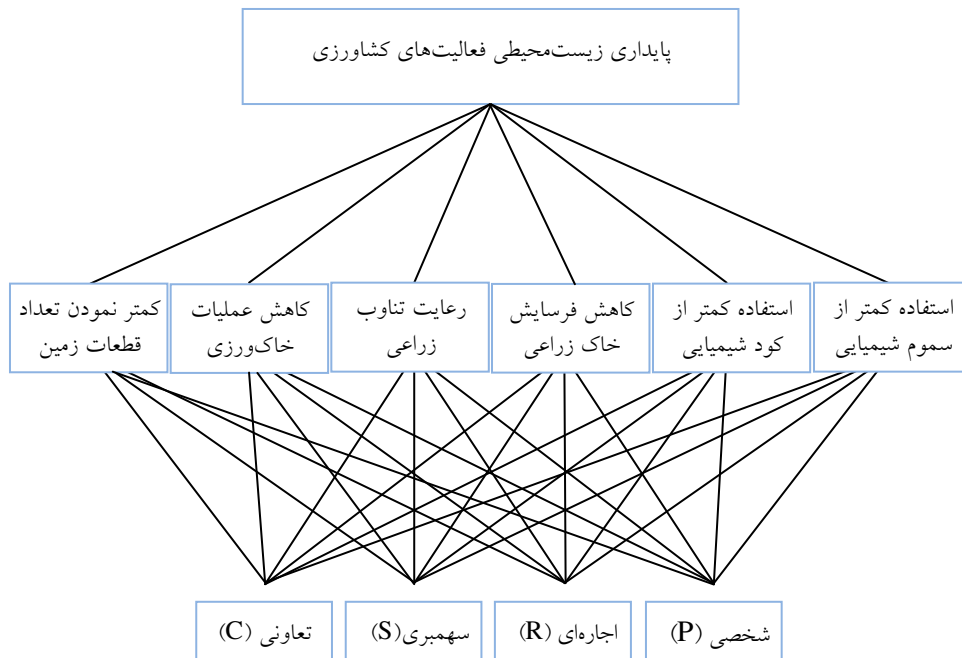 پایداری زیست‌محیطی فعالیت‌های کشاورزی
استفاده کمتر از
سموم شیمیایی
استفاده کمتر از
کود شیمیایی
کاهش فرسایش
خاک زراعی
رعایت تناوب
زراعی
کاهش عملیات
خاک‌ورزی
کمتر نمودن تعداد
قطعات زمین
شخصی (P)
اجاره‌ای (R)
سهمبری(S)
تعاونی (C)